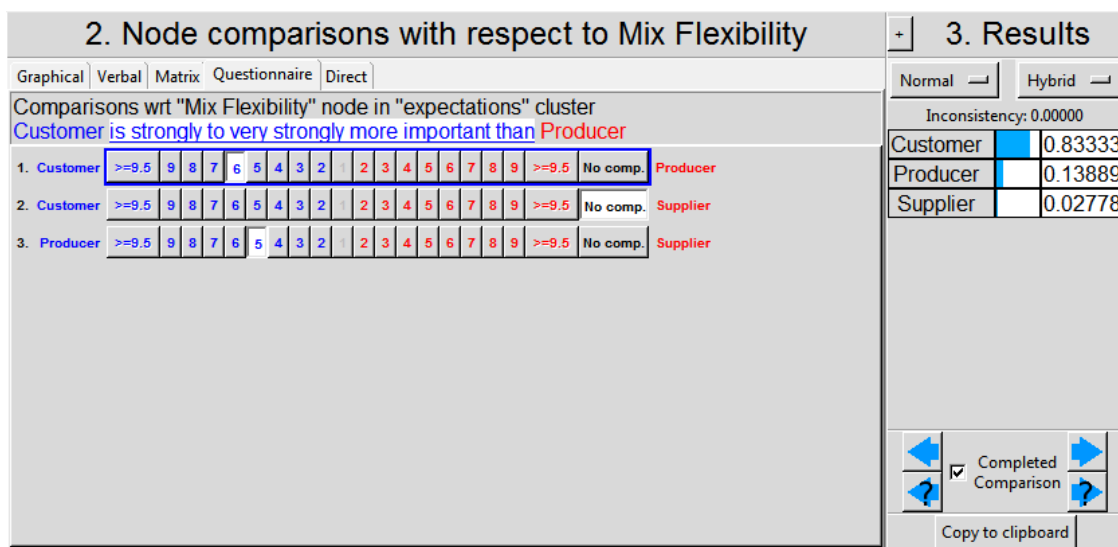 2. Node comparisons with respect to Mix Flexibility
Graphical Verbal Matrix Questionnaire Direct
Comparisons wrt "Mix Flexibility" node in "expectations" cluster
Customer is strongly to very strongly more important than Producer
1. Customer >=9.5 9 8 7 6 5 4 3 2 1 2 3 4 5 6 7 8 9 >=9.5 No comp. Producer
2. Customer >=9.5 9 8 7 6 5 4 3 2 1 2 3 4 5 6 7 8 9 >=9.5 No comp. Supplier
3. Producer >=9.5 9 8 7 6 5 4 3 2 1 2 3 4 5 6 7 8 9 >=9.5 No comp. Supplier
+ 3. Results
Normal Hybrid
Inconsistency: 0.00000
Customer 0.83333
Producer 0.13889
Supplier 0.02778
Completed
Comparison
? ?
Copy to clipboard